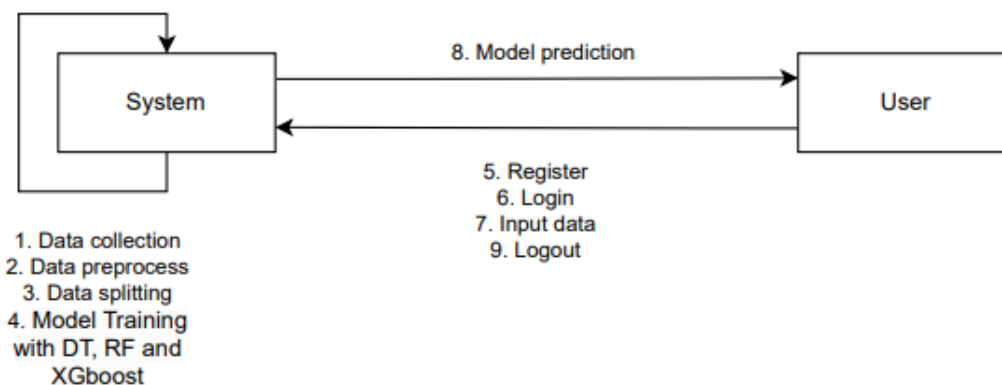 8. Model prediction
System
User
5. Register
6. Login
7. Input data
9. Logout
1. Data collection
2. Data preprocess
3. Data splitting
4. Model Training
with DT, RF and
XGboost